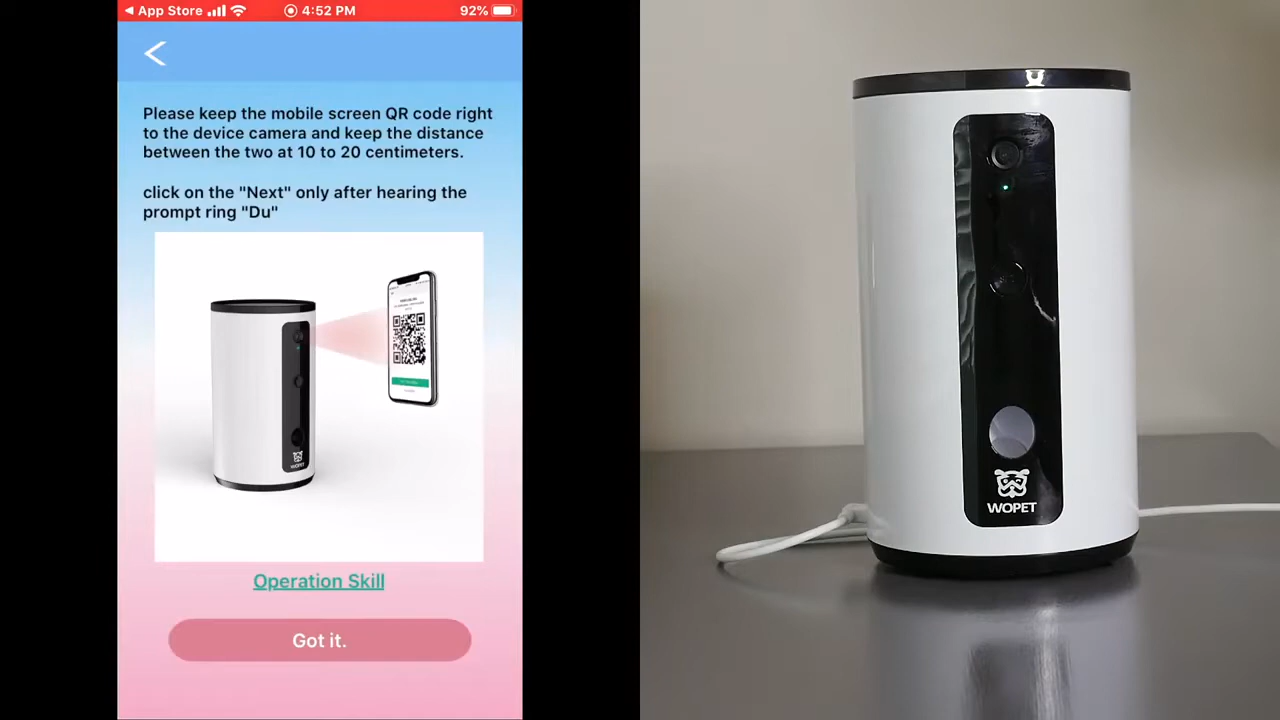 App Store
4:52 PM
92%
Please keep the mobile screen QR code right
to the device camera and keep the distance
between the two at 10 to 20 centimeters.
click on the "Next" only after hearing the
prompt ring "Du"
WOPET
Operation Skill
Got it.
WOPET